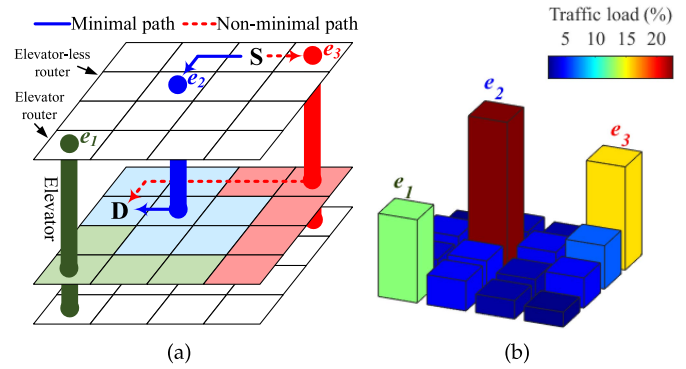 Minimal path
Non-minimal path
Elevator-less
router
Elevator
router
S
e3
e2
e1
Elevator
D
(a)
Traffic load (%)
5 10 15 20
e2
e3
e1
(b)